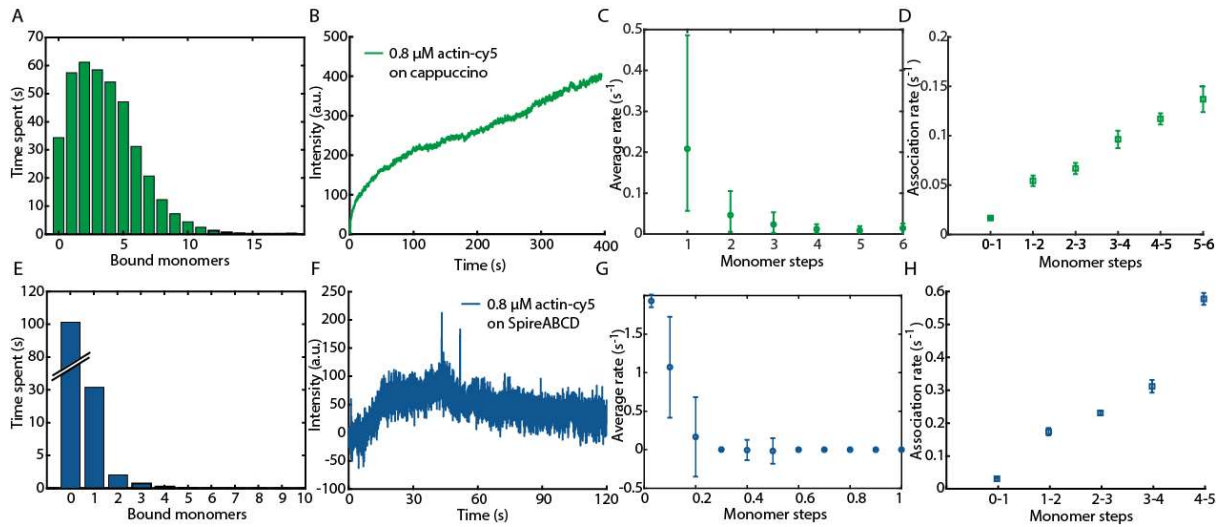 A
Time spent (s)
70
60
50
40
30
20
10
0
0 5 10 15
Bound monomers
B
Intensity (a.u.)
500
400
300
200
100
0
0.8 μM actin-cy5
on cappuccino
0 100 200 300 400
Time (s)
C
Average rate (s-1)
0.5
0.4
0.3
0.2
0.1
0
1 2 3 4 5 6
Monomer steps
D
Association rate (s-1)
0.2
0.15
0.1
0.05
0
0-1 1-2 2-3 3-4 4-5 5-6
Monomer steps
E
Time spent (s)
100
80
30
10
5
0
0 1 2 3 4 5 6 7 8 9 10
Bound monomers
F
Intensity (a.u.)
250
200
150
100
50
0
-50
-100
0.8 μM actin-cy5
on SpireABCD
0 30 60 90 120
Time (s)
G
Average rate (s-1)
1.5
1
0.5
0
-0.5
0 0.2 0.4 0.6 0.8 1
Monomer steps
H
Association rate (s-1)
0.6
0.5
0.4
0.3
0.2
0.1
0
0-1 1-2 2-3 3-4 4-5
Monomer steps